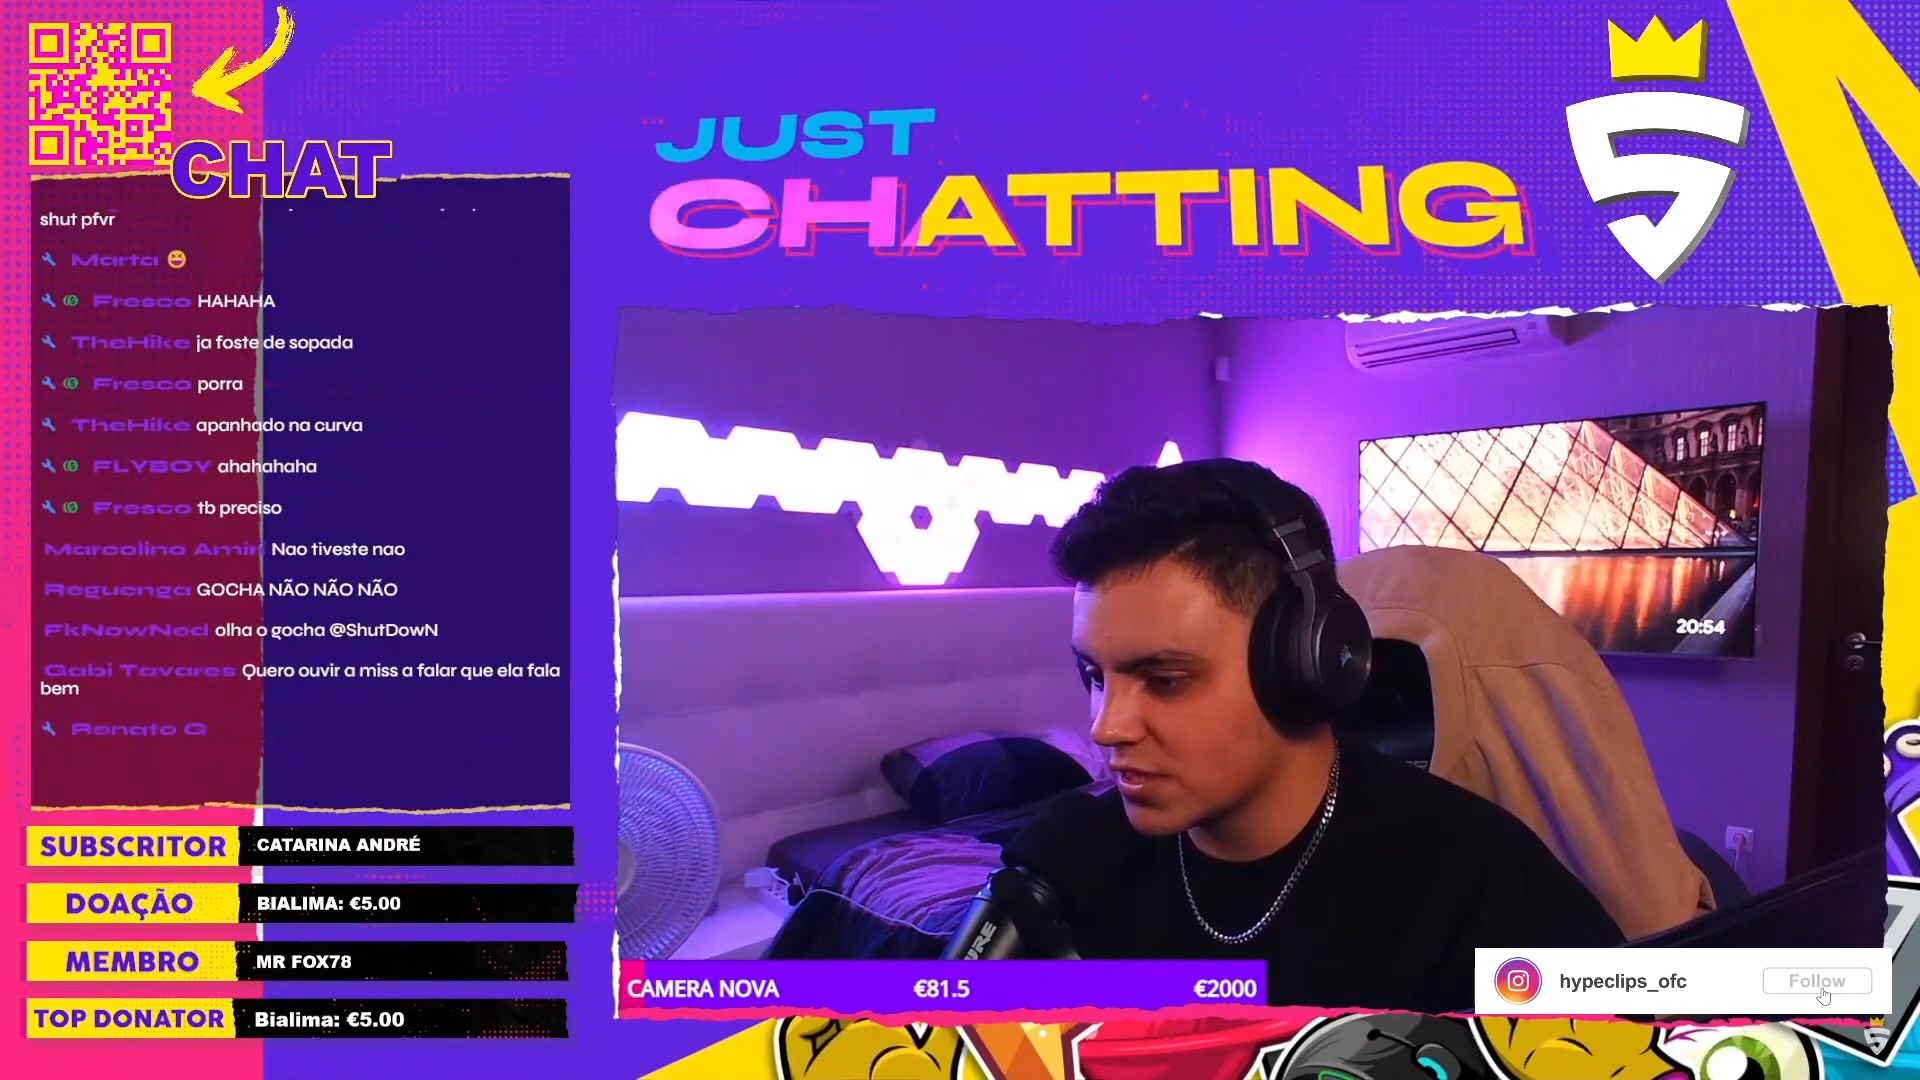 CHAT
JUST
CHATTING
shut pfvr
Marta
Fresco HAHAHA
TheHike ja foste de sopada
Fresco porra
TheHike apanhado na curva
FLYBOY ahahahaha
Fresco tb preciso
Marcolino Amir Nao tiveste nao
Reguenga GOCHA NÃO NÃO NÃO
FkNowNed olha o gocha @ShutDowN
Gabi Tavares Quero ouvir a miss a falar que ela fala
bem
Renato G
SUBSCRITOR CATARINA ANDRÉ
DOAÇÃO BIALIMA: €5.00
MEMBRO MR FOX78
TOP DONATOR Bialima: €5.00
20:54
CAMERA NOVA €81.5 €2000
hypeclips_ofc Follow